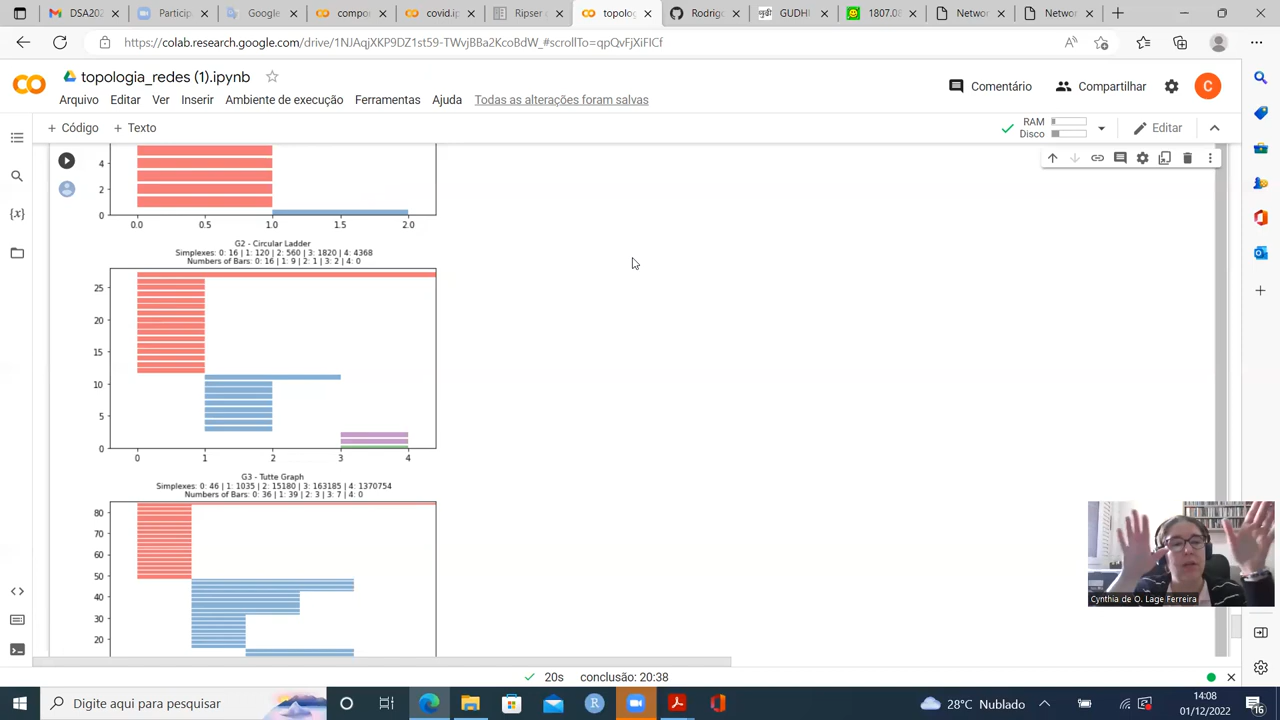 DSA202
Particip
Google
compon
covid.ip
Ripser
topolog
Rodrigo
GUDHI
1807.08
Network
Network
https://colab.research.google.com/drive/1NJAqjXKP9DZ1st59-TWvjBBa2KcoBdW_#scrollTo=qpQvFjXiFICf
topologia_redes (1).ipynb
Arquivo Editar Ver Inserir Ambiente de execução Ferramentas Ajuda Todas as alterações foram salvas
Comentário
Compartilhar
C
+ Código + Texto
RAM
Disco
Editar
4
2
0
0.0 0.5 1.0 1.5 2.0
G2 - Circular Ladder
Simplexes: 0: 16 | 1: 120 | 2: 560 | 3: 1820 | 4: 4368
Numbers of Bars: 0: 16 | 1: 9 | 2: 1 | 3: 2 | 4: 0
25
20
15
10
5
0
0 1 2 3 4
G3 - Tutte Graph
Simplexes: 0: 46 | 1: 1035 | 2: 15180 | 3: 163185 | 4: 1370754
Numbers of Bars: 0: 36 | 1: 39 | 2: 3 | 3: 7 | 4: 0
80
70
60
50
40
30
20
Cynthia de O. Lage Ferreira
20s conclusão: 20:38
Digite aqui para pesquisar
28°C Nublado
14:08
01/12/2022
16